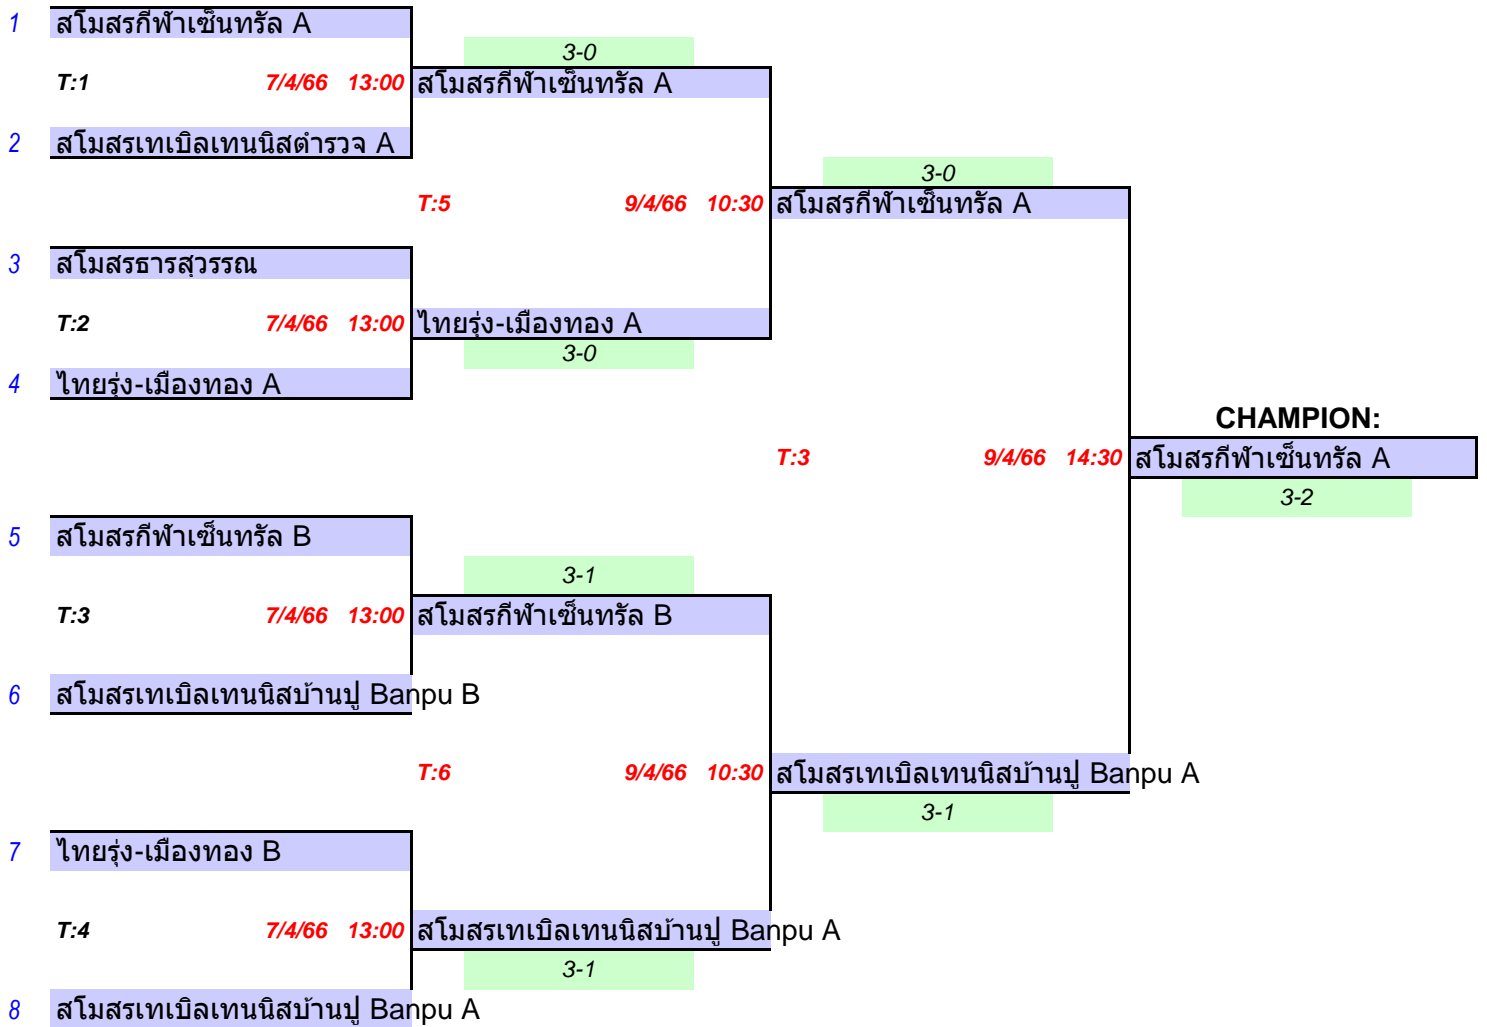 1 สโมสรกีฬาเซ็นทรัล A
3-0
T:1 7/4/66 13:00 สโมสรกีฬาเซ็นทรัล A
2 สโมสรเทเบิลเทนนิสตำรวจ A
3-0
T:5 9/4/66 10:30 สโมสรกีฬาเซ็นทรัล A
3 สโมสรธารสุวรรณ
T:2 7/4/66 13:00 ไทยรุ่ง-เมืองทอง A
3-0
4 ไทยรุ่ง-เมืองทอง A
CHAMPION:
T:3 9/4/66 14:30 สโมสรกีฬาเซ็นทรัล A
3-2
5 สโมสรกีฬาเซ็นทรัล B
3-1
T:3 7/4/66 13:00 สโมสรกีฬาเซ็นทรัล B
6 สโมสรเทเบิลเทนนิสบ้านปู Banpu B
T:6 9/4/66 10:30 สโมสรเทเบิลเทนนิสบ้านปู Banpu A
3-1
7 ไทยรุ่ง-เมืองทอง B
T:4 7/4/66 13:00 สโมสรเทเบิลเทนนิสบ้านปู Banpu A
3-1
8 สโมสรเทเบิลเทนนิสบ้านปู Banpu A